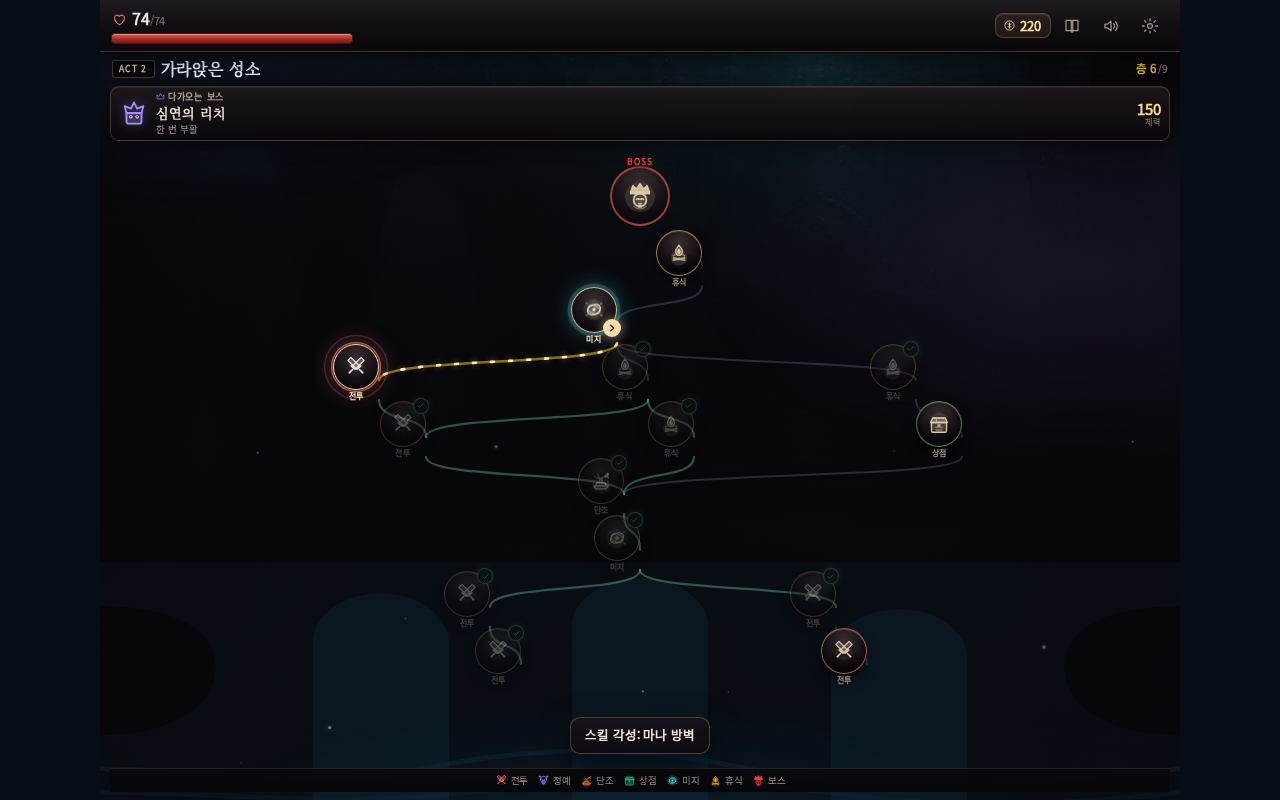 74/74
220
ACT 2 가라앉은 성소
층 6/9
다가오는 보스
심연의 리치
한 번 부활
150
체력
BOSS
휴식
미지
전투
휴식
휴식
전투
휴식
상점
단조
미지
전투
전투
전투
전투
스킬 각성: 마나 방벽
전투 정예 단조 상점 미지 휴식 보스